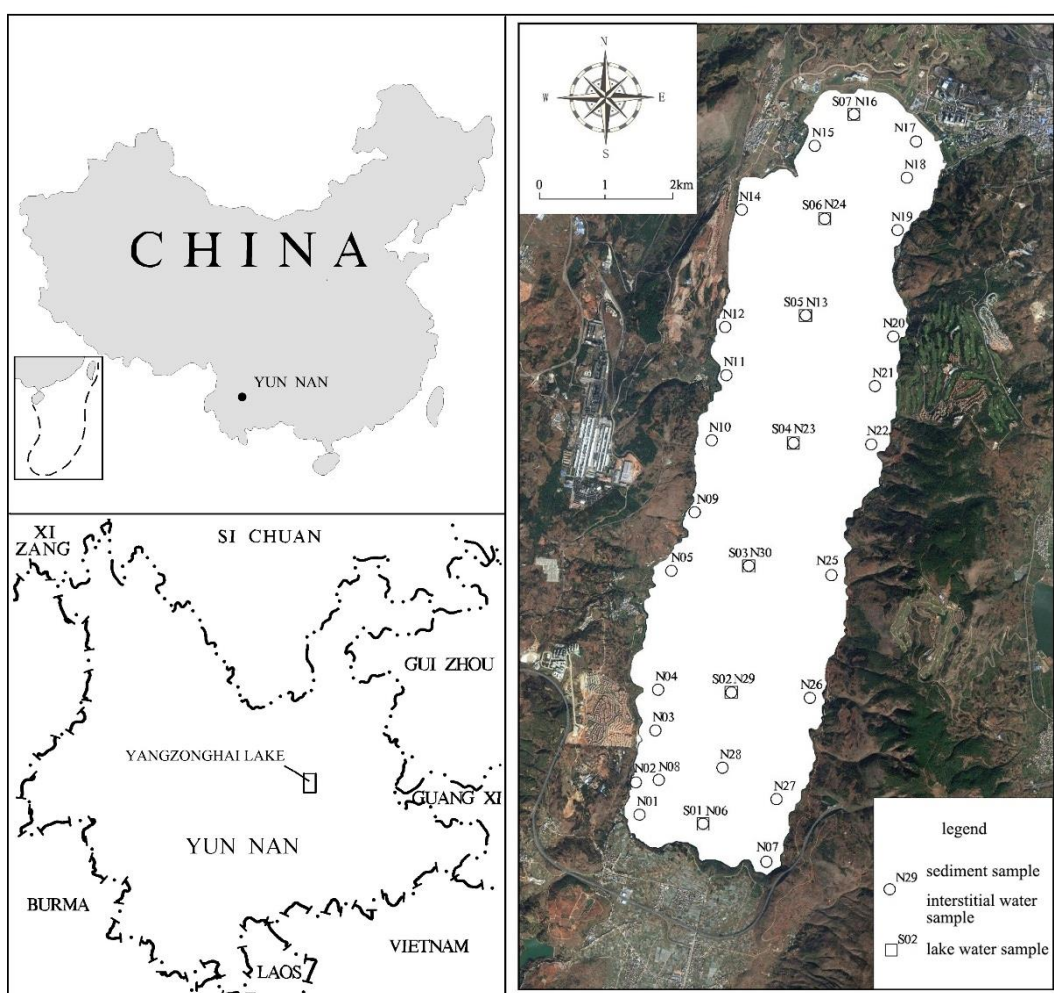 CHINA
YUN NAN
XI
ZANG
SI CHUAN
GUI ZHOU
YANGZONGHAI LAKE
GUANG XI
YUN NAN
BURMA
VIETNAM
LAOS
N
W E
S
0 1 2km
S07 N16
N15
N17
N18
N14
S06 N24
N19
S05 N13
N12
N20
N11
N21
N10
S04 N23
N22
N09
S03 N30
N05
N25
N04
S02 N29
N26
N03
N28
N02 N08
N27
N01
S01 N06
N07
legend
N29 sediment sample
interstitial water
sample
S02 lake water sample